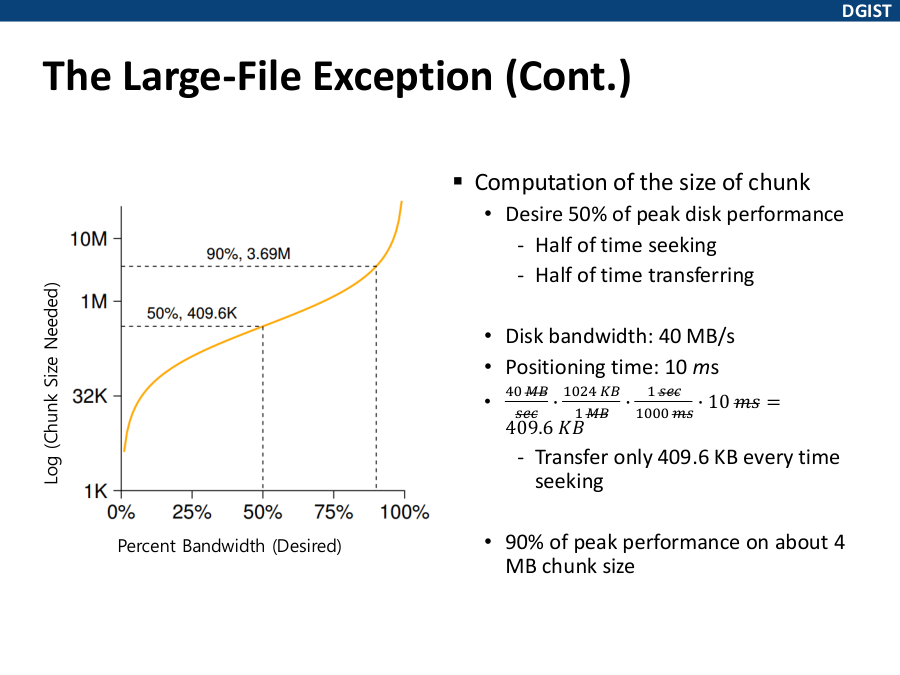 DGIST
The Large-File Exception (Cont.)
10M
1M
32K
1K
0% 25% 50% 75% 100%
90%, 3.69M
50%, 409.6K
Log (Chunk Size Needed)
Percent Bandwidth (Desired)
▪ Computation of the size of chunk
• Desire 50% of peak disk performance
- Half of time seeking
- Half of time transferring
• Disk bandwidth: 40 MB/s
• Positioning time: 10 ms
• 40 MB/sec · 1024 KB/1 MB · 1 sec/1000 ms · 10 ms =
409.6 KB
- Transfer only 409.6 KB every time
seeking
• 90% of peak performance on about 4
MB chunk size